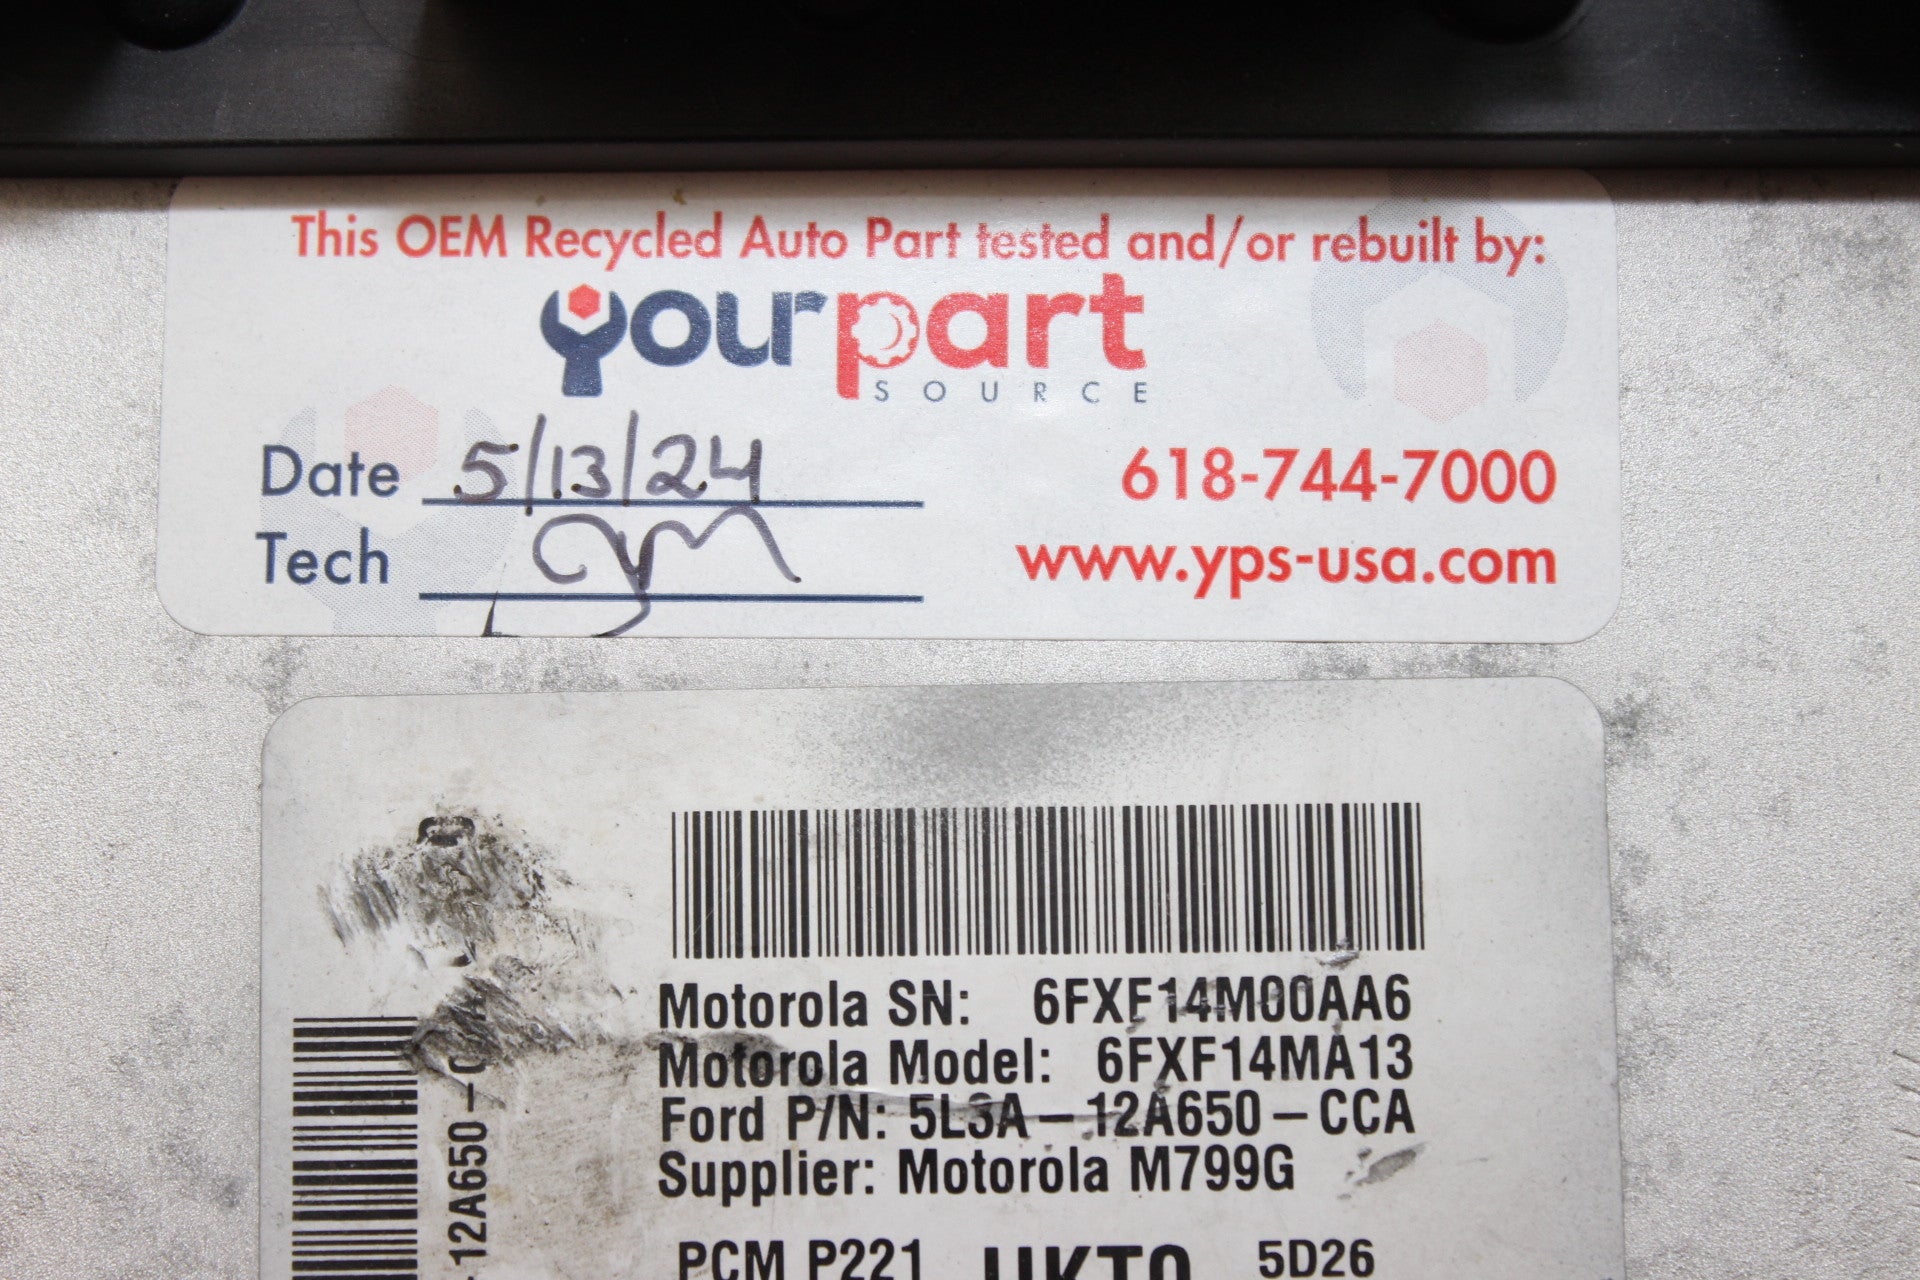 This OEM Recycled Auto Part tested and/or rebuilt by:
yourpart
SOURCE
Date 5/13/24
618-744-7000
Tech
www.yps-usa.com
Motorola SN: 6FXF14M00AA6
Motorola Model: 6FXF14MA13
Ford P/N: 5L3A-12A650-CCA
Supplier: Motorola M799G
PCM P221 5D26
12A650-C